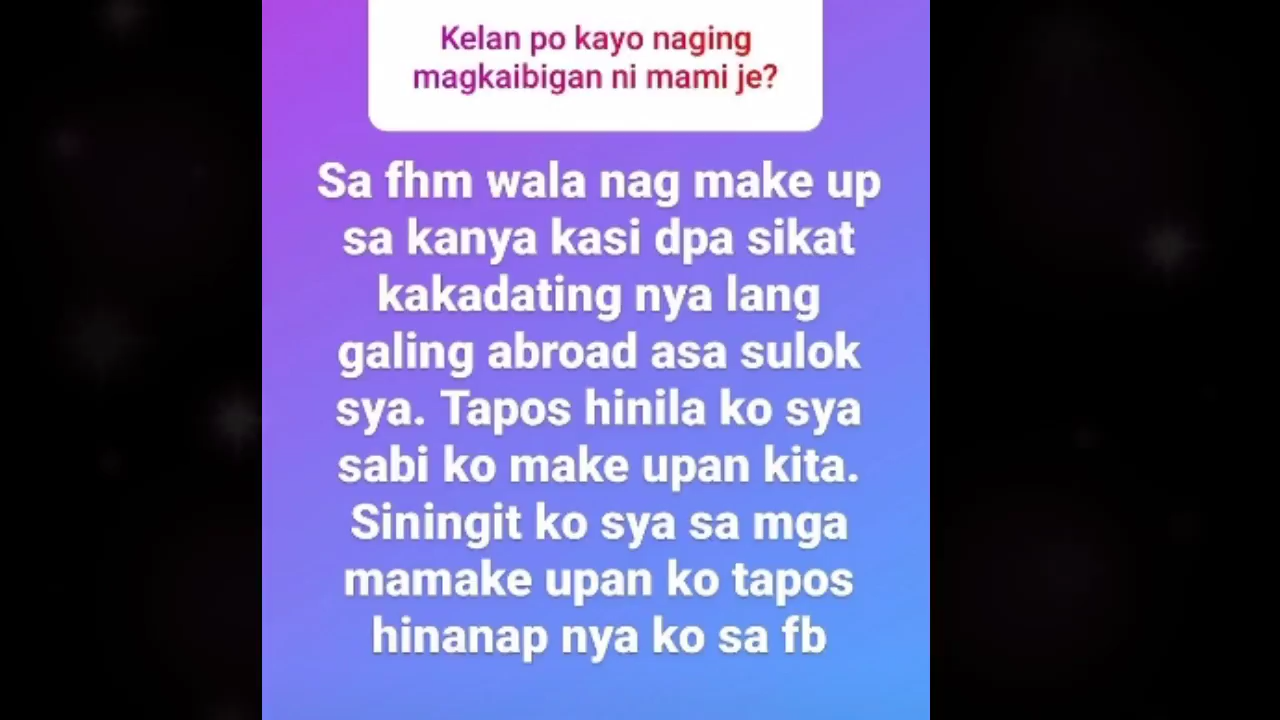 Kelan po kayo naging
magkaibigan ni mami je?
Sa fhm wala nag make up
sa kanya kasi dpa sikat
kakadating nya lang
galing abroad asa sulok
sya. Tapos hinila ko sya
sabi ko make upan kita.
Siningit ko sya sa mga
mamake upan ko tapos
hinanap nya ko sa fb